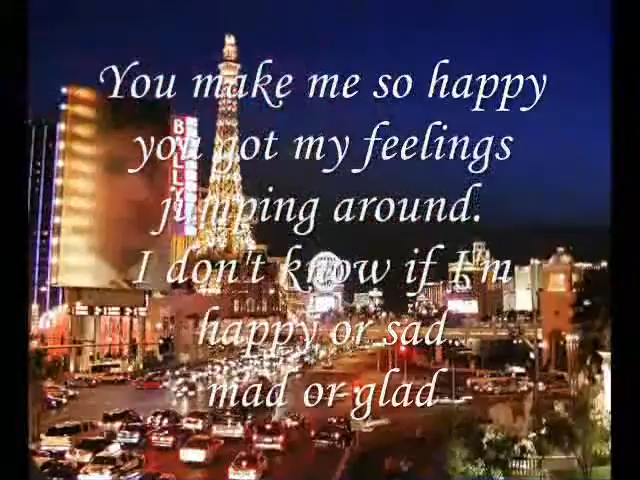 You make me so happy
you got my feelings
jumping around.
I don't know if I'm
happy or sad
mad or glad
BALLY'S